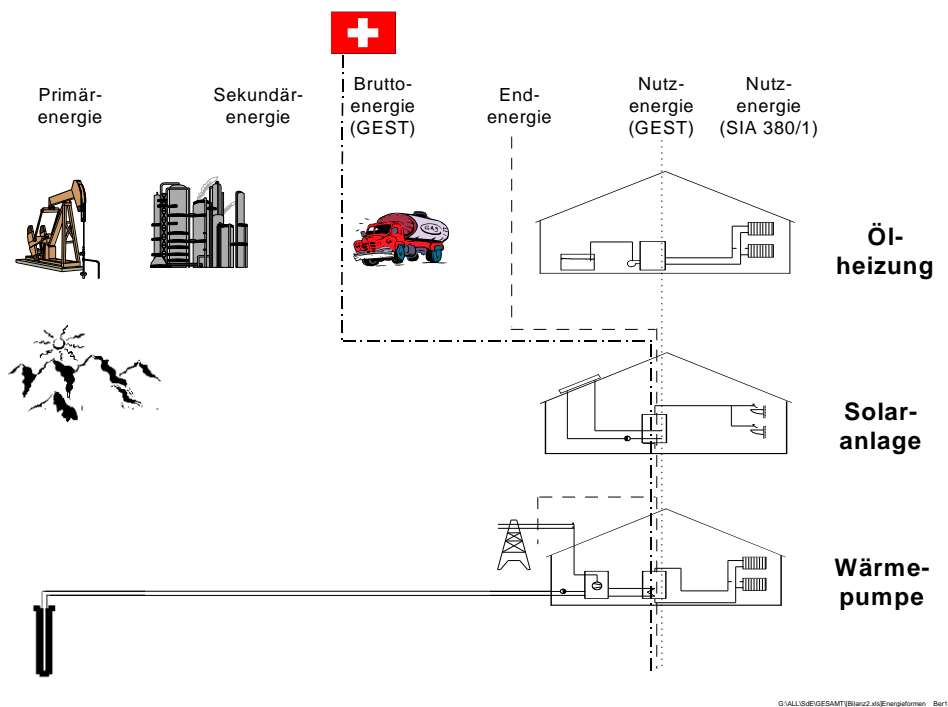 Primär-
energie
Sekundär-
energie
Brutto-
energie
(GEST)
End-
energie
Nutz-
energie
(GEST)
Nutz-
energie
(SIA 380/1)
GAS
Öl-
heizung
Solar-
anlage
Wärme-
pumpe
G:\ALL\SdE\GESAMT\[Bilanz2.xls]Energieformen Ber1